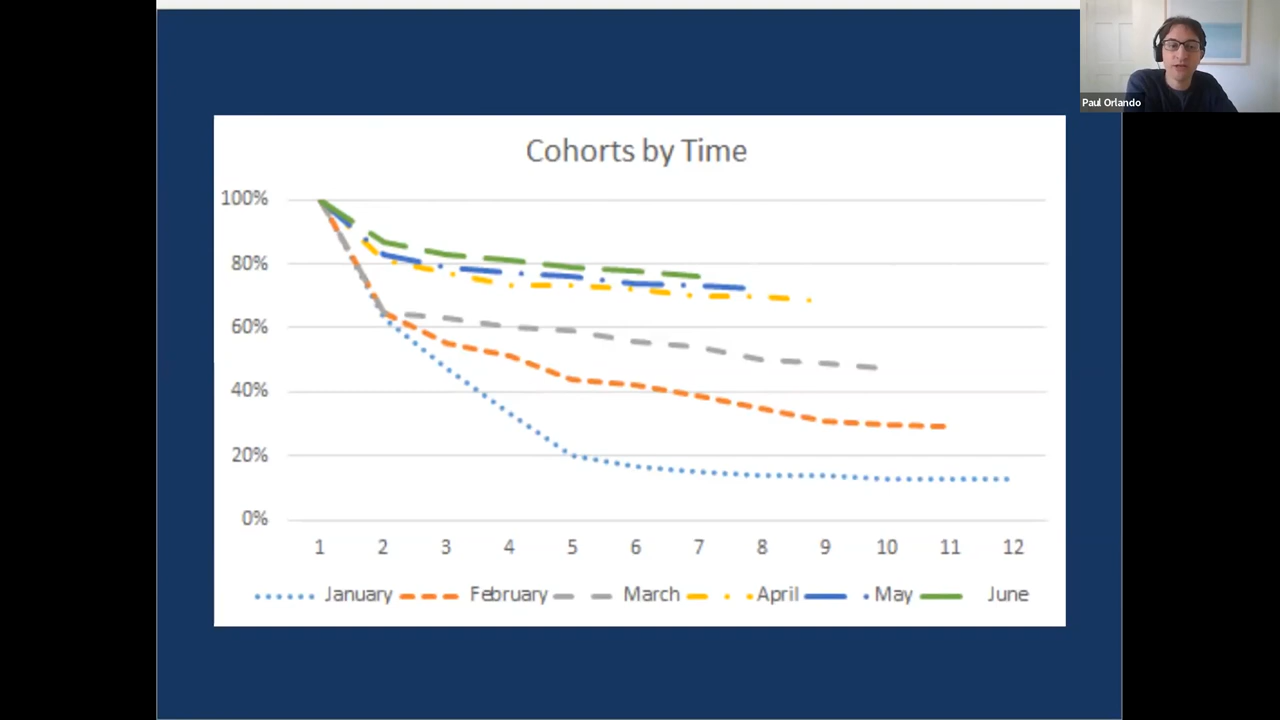 Paul Orlando
Cohorts by Time
100%
80%
60%
40%
20%
0%
1 2 3 4 5 6 7 8 9 10 11 12
January February March April May June